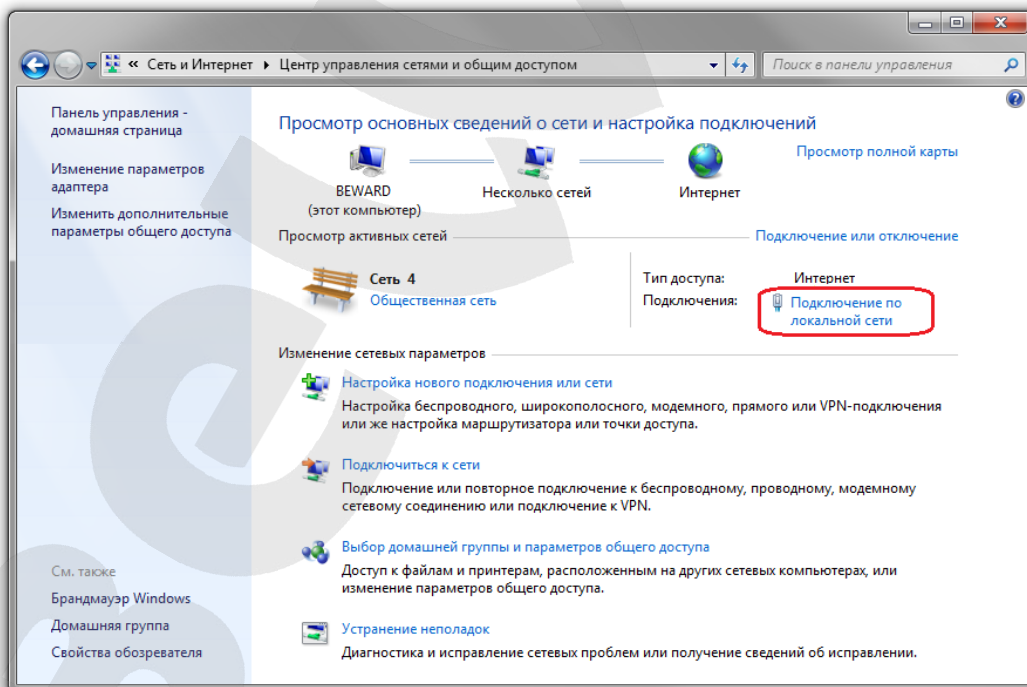 « Сеть и Интернет ▸ Центр управления сетями и общим доступом
Поиск в панели управления
Панель управления -
домашняя страница
Изменение параметров
адаптера
Изменить дополнительные
параметры общего доступа
См. также
Брандмауэр Windows
Домашняя группа
Свойства обозревателя
Просмотр основных сведений о сети и настройка подключений
Просмотр полной карты
BEWARD
(этот компьютер)
Несколько сетей
Интернет
Просмотр активных сетей
Подключение или отключение
Сеть 4
Общественная сеть
Тип доступа: Интернет
Подключения: Подключение по
локальной сети
Изменение сетевых параметров
Настройка нового подключения или сети
Настройка беспроводного, широкополосного, модемного, прямого или VPN-подключения
или же настройка маршрутизатора или точки доступа.
Подключиться к сети
Подключение или повторное подключение к беспроводному, проводному, модемному
сетевому соединению или подключение к VPN.
Выбор домашней группы и параметров общего доступа
Доступ к файлам и принтерам, расположенным на других сетевых компьютерах, или
изменение параметров общего доступа.
Устранение неполадок
Диагностика и исправление сетевых проблем или получение сведений об исправлении.